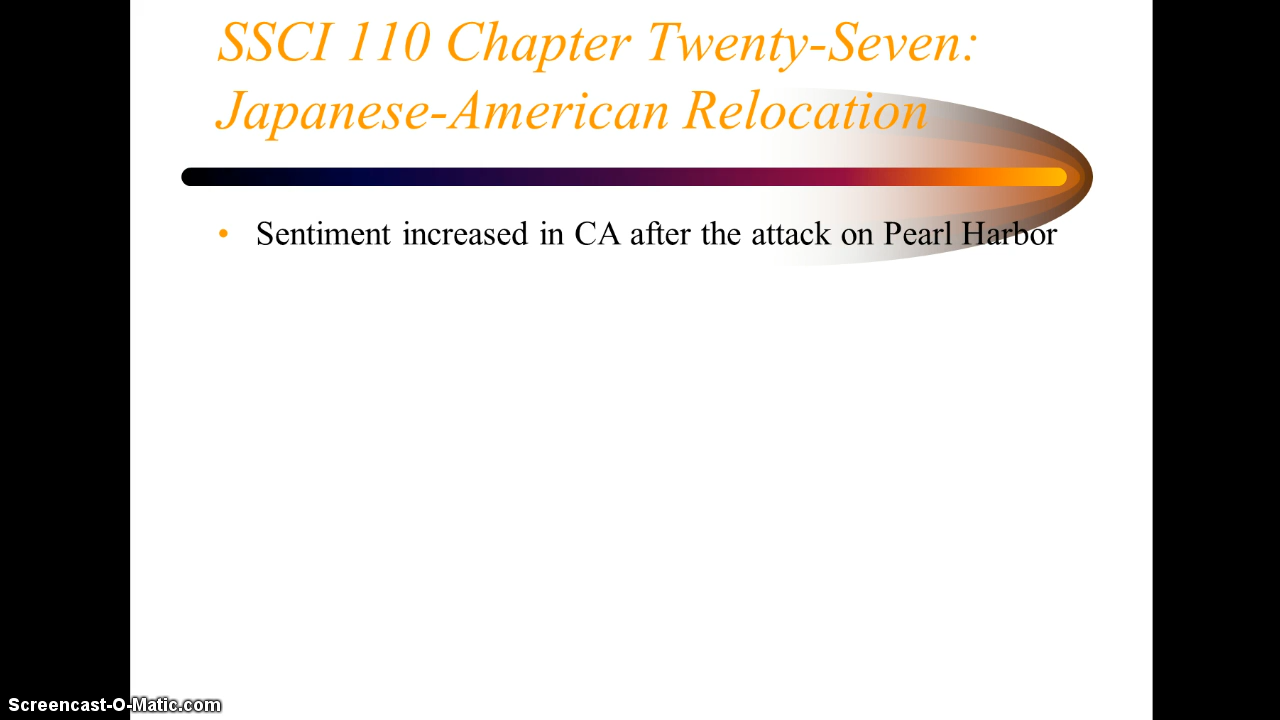 SSCI 110 Chapter Twenty-Seven:
Japanese-American Relocation
• Sentiment increased in CA after the attack on Pearl Harbor
Screencast-O-Matic.com